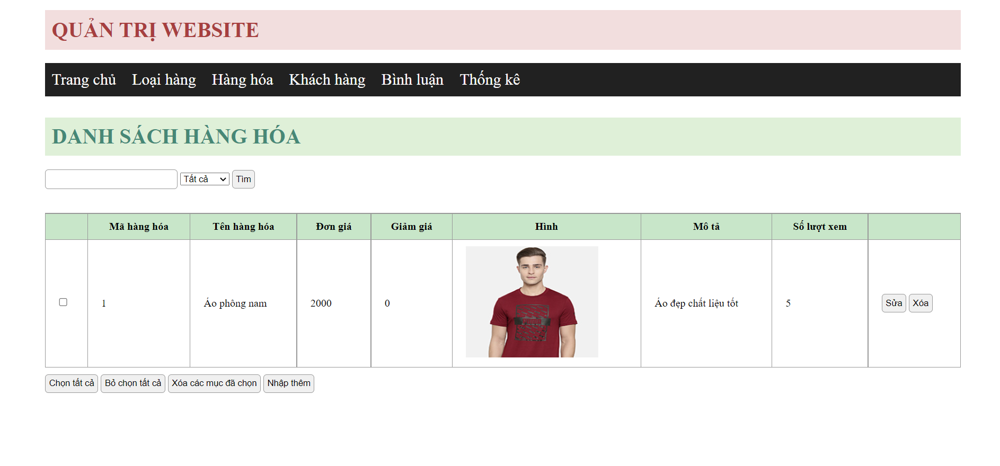 QUẢN TRỊ WEBSITE
Trang chủ Loại hàng Hàng hóa Khách hàng Bình luận Thống kê
DANH SÁCH HÀNG HÓA
Tất cả Tìm
Mã hàng hóa Tên hàng hóa Đơn giá Giảm giá Hình Mô tả Số lượt xem
1 Áo phông nam 2000 0 Áo đẹp chất liệu tốt 5 Sửa Xóa
Chọn tất cả Bỏ chọn tất cả Xóa các mục đã chọn Nhập thêm